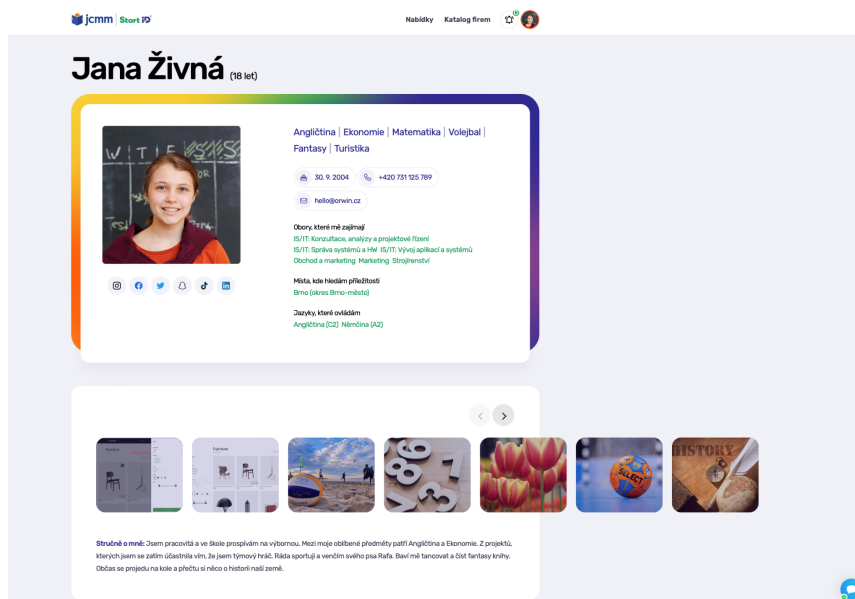 jcmm Start iD
Nabídky Katalog firem
Jana Živná (18 let)
Angličtina | Ekonomie | Matematika | Volejbal |
Fantasy | Turistika
30. 9. 2004 +420 731 125 789
hello@orwin.cz
Obory, které mě zajímají
IS/IT: Konzultace, analýzy a projektové řízení
IS/IT: Správa systémů a HW IS/IT: Vývoj aplikací a systémů
Obchod a marketing Marketing Strojírenství
Místa, kde hledám příležitosti
Brno (okres Brno-město)
Jazyky, které ovládám
Angličtina (C2) Němčina (A2)
Furniture
HISTORY
SELECT
Stručně o mně: Jsem pracovitá a ve škole prospívám na výbornou. Mezi moje oblíbené předměty patří Angličtina a Ekonomie. Z projektů,
kterých jsem se zatím účastnila vím, že jsem týmový hráč. Ráda sportuji a venčím svého psa Rafa. Baví mě tancovat a číst fantasy knihy.
Občas se projedu na kole a přečtu si něco o historii naší země.